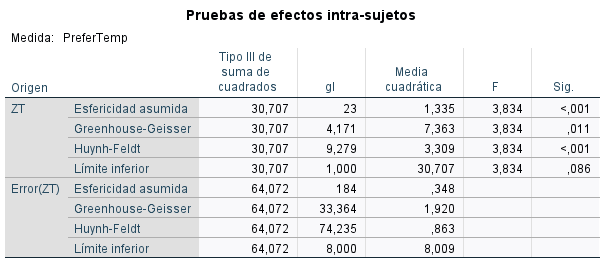 Pruebas de efectos intra-sujetos
Medida: PreferTemp
Origen Tipo III de suma de cuadrados gl Media cuadrática F Sig.
ZT Esfericidad asumida 30,707 23 1,335 3,834 <,001
Greenhouse-Geisser 30,707 4,171 7,363 3,834 ,011
Huynh-Feldt 30,707 9,279 3,309 3,834 <,001
Límite inferior 30,707 1,000 30,707 3,834 ,086
Error(ZT) Esfericidad asumida 64,072 184 ,348
Greenhouse-Geisser 64,072 33,364 1,920
Huynh-Feldt 64,072 74,235 ,863
Límite inferior 64,072 8,000 8,009